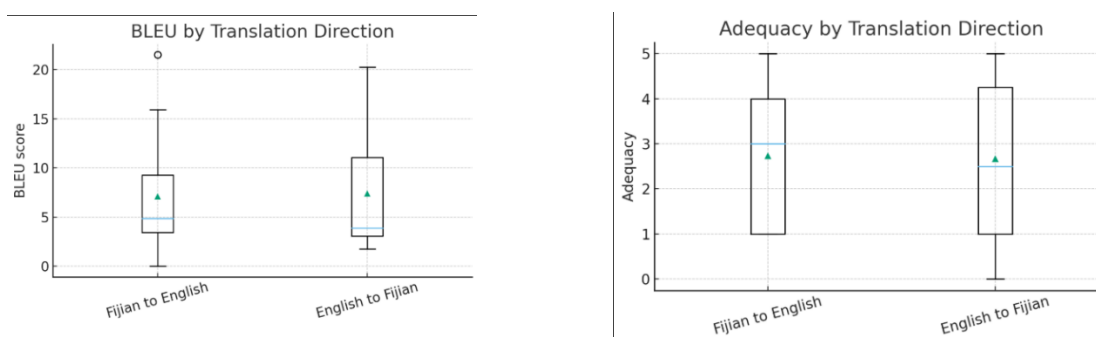 BLEU by Translation Direction
20
15
10
5
0
BLEU score
Fijian to English
English to Fijian
Adequacy by Translation Direction
5
4
3
2
1
0
Adequacy
Fijian to English
English to Fijian